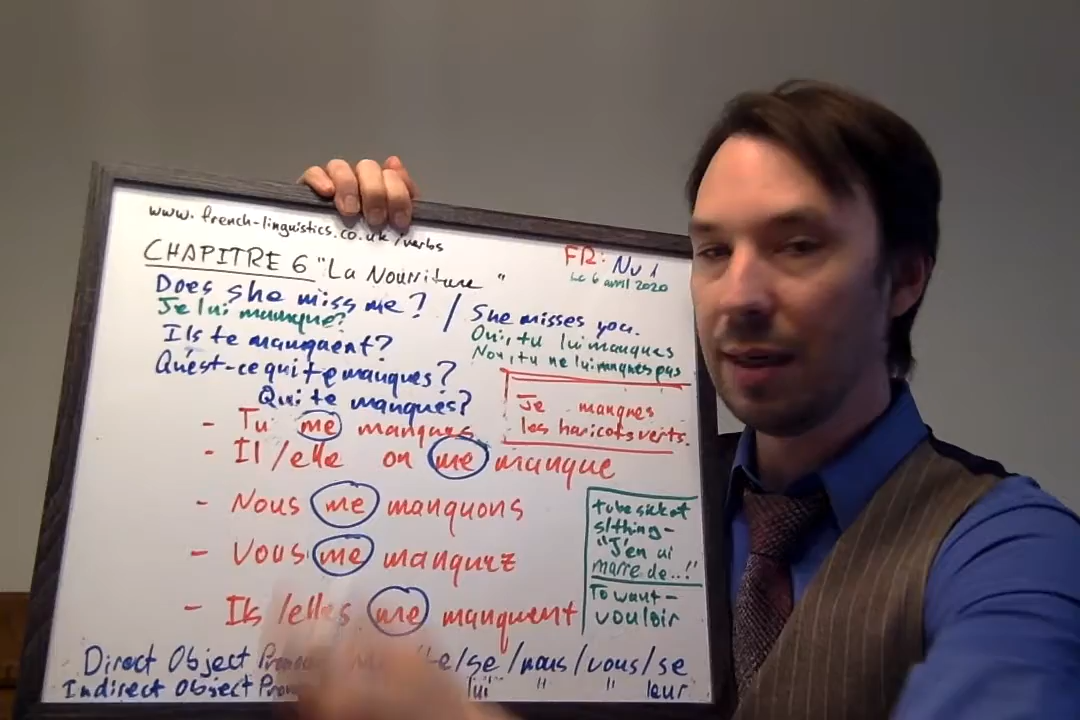 www.french-linguistics.co.uk/verbs
CHAPITRE 6 "La Nourriture"
FR: Nv 1
Le 6 avril 2020
Does she miss me? / She misses you.
Je lui manque?
Oui, tu lui manques
Ils te manquent?
Non, tu ne lui manques pas
Qu'est-ce qui te manques?
Qui te manques?
Je manques
les haricots verts.
- Tu me manques
- Il/elle on me manque
- Nous me manquons
- Vous me manquez
- Ils/elles me manquent
to be sick of
s/thing -
"J'en ai
marre de...!"
To want -
vouloir
Direct Object /se/nous/vous/se
Indirect Object lui " " leur